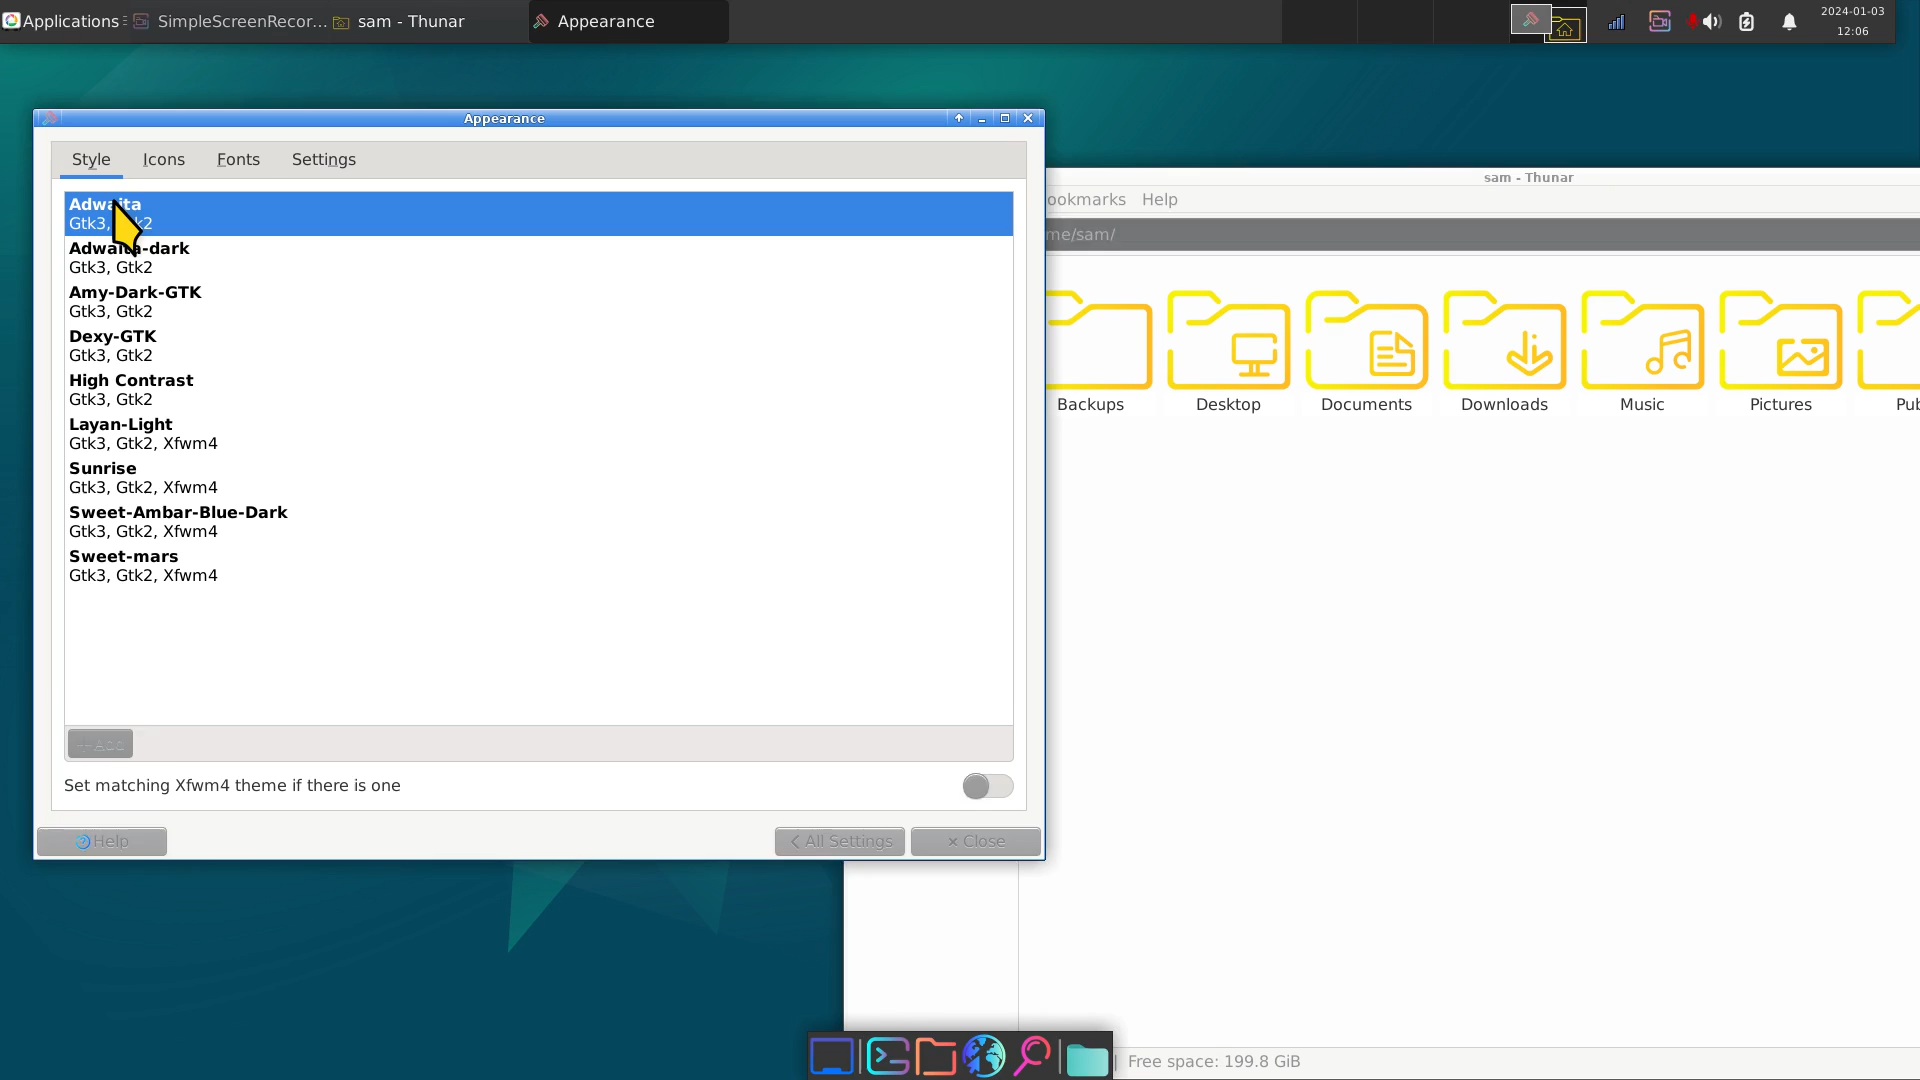 Applications
SimpleScreenRecor...
sam - Thunar
Appearance
2024-01-03
12:06
Appearance
Style
Icons
Fonts
Settings
Adwaita
Gtk3, Gtk2
Adwaita-dark
Gtk3, Gtk2
Amy-Dark-GTK
Gtk3, Gtk2
Dexy-GTK
Gtk3, Gtk2
High Contrast
Gtk3, Gtk2
Layan-Light
Gtk3, Gtk2, Xfwm4
Sunrise
Gtk3, Gtk2, Xfwm4
Sweet-Ambar-Blue-Dark
Gtk3, Gtk2, Xfwm4
Sweet-mars
Gtk3, Gtk2, Xfwm4
Add
Set matching Xfwm4 theme if there is one
Help
All Settings
Close
sam - Thunar
ookmarks Help
me/sam/
Backups
Desktop
Documents
Downloads
Music
Pictures
Pub
Free space: 199.8 GiB